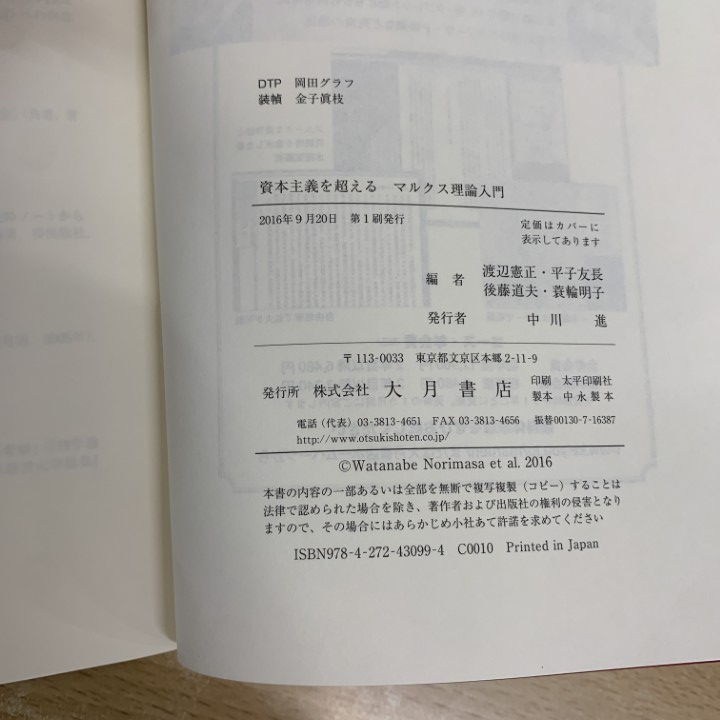 DTP 岡田グラフ
装幀 金子眞枝
資本主義を超える マルクス理論入門
2016年9月20日 第1刷発行
定価はカバーに
表示してあります
編 者 渡辺憲正・平子友長
後藤道夫・蓑輪明子
発行者 中川 進
〒113-0033 東京都文京区本郷2-11-9
発行所 株式会社 大月書店
印刷 太平印刷社
製本 中永製本
電話（代表）03-3813-4651 FAX 03-3813-4656 振替00130-7-16387
http://www.otsukishoten.co.jp/
©Watanabe Norimasa et al. 2016
本書の内容の一部あるいは全部を無断で複写複製（コピー）することは
法律で認められた場合を除き、著作者および出版社の権利の侵害となり
ますので、その場合にはあらかじめ小社あて許諾を求めてください
ISBN978-4-272-43099-4 C0010 Printed in Japan